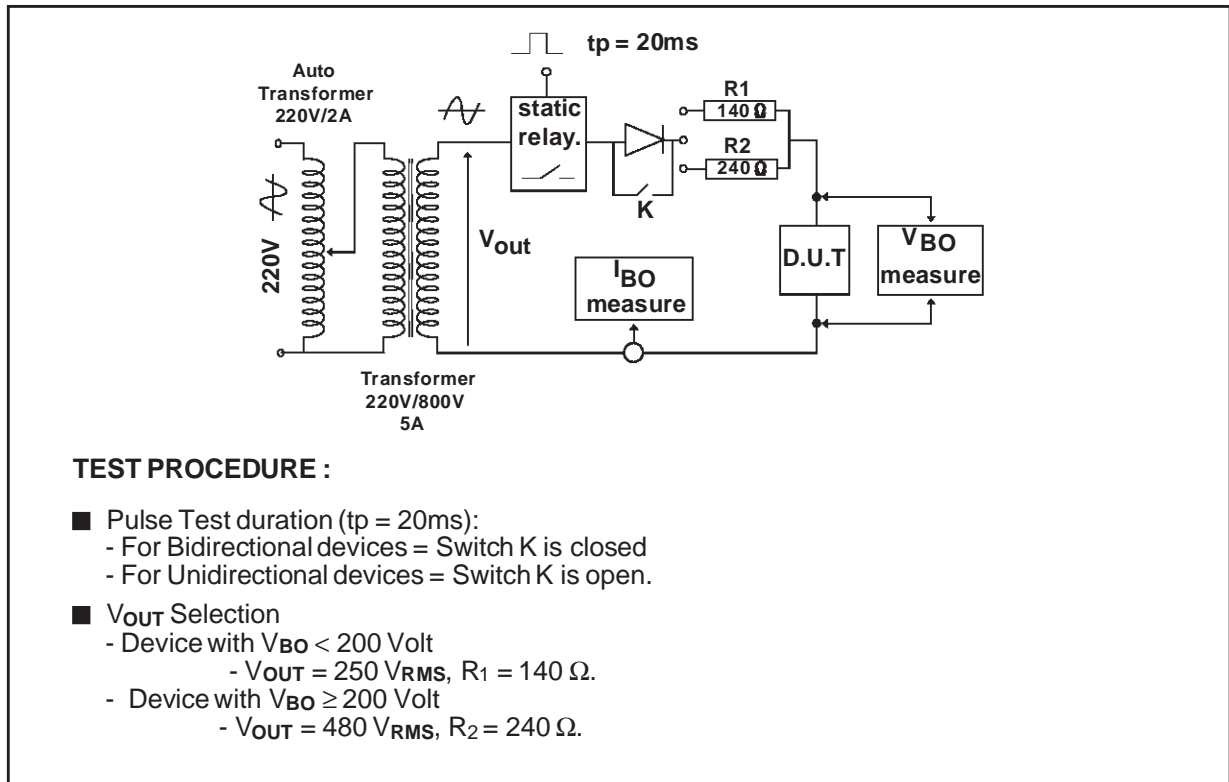 tp = 20ms
Auto
Transformer
220V/2A
static
relay.
R1
140 Ω
R2
240 Ω
K
220V
Vout
IBO
measure
D.U.T
VBO
measure
Transformer
220V/800V
5A
TEST PROCEDURE :
■ Pulse Test duration (tp = 20ms):
- For Bidirectional devices = Switch K is closed
- For Unidirectional devices = Switch K is open.
■ VOUT Selection
- Device with VBO < 200 Volt
- VOUT = 250 VRMS, R1 = 140 Ω.
- Device with VBO ≥ 200 Volt
- VOUT = 480 VRMS, R2 = 240 Ω.